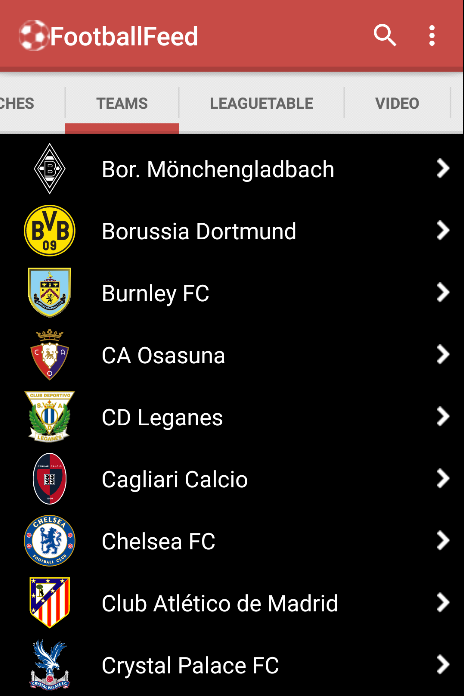 FootballFeed
CHES TEAMS LEAGUETABLE VIDEO
Bor. Mönchengladbach
BVB
09
Borussia Dortmund
Burnley FC
CA Osasuna
CLUB DEPORTIVO
LEGANES
CD Leganes
Cagliari Calcio
CHELSEA
FOOTBALL CLUB
Chelsea FC
Club Atlético de Madrid
Crystal Palace FC